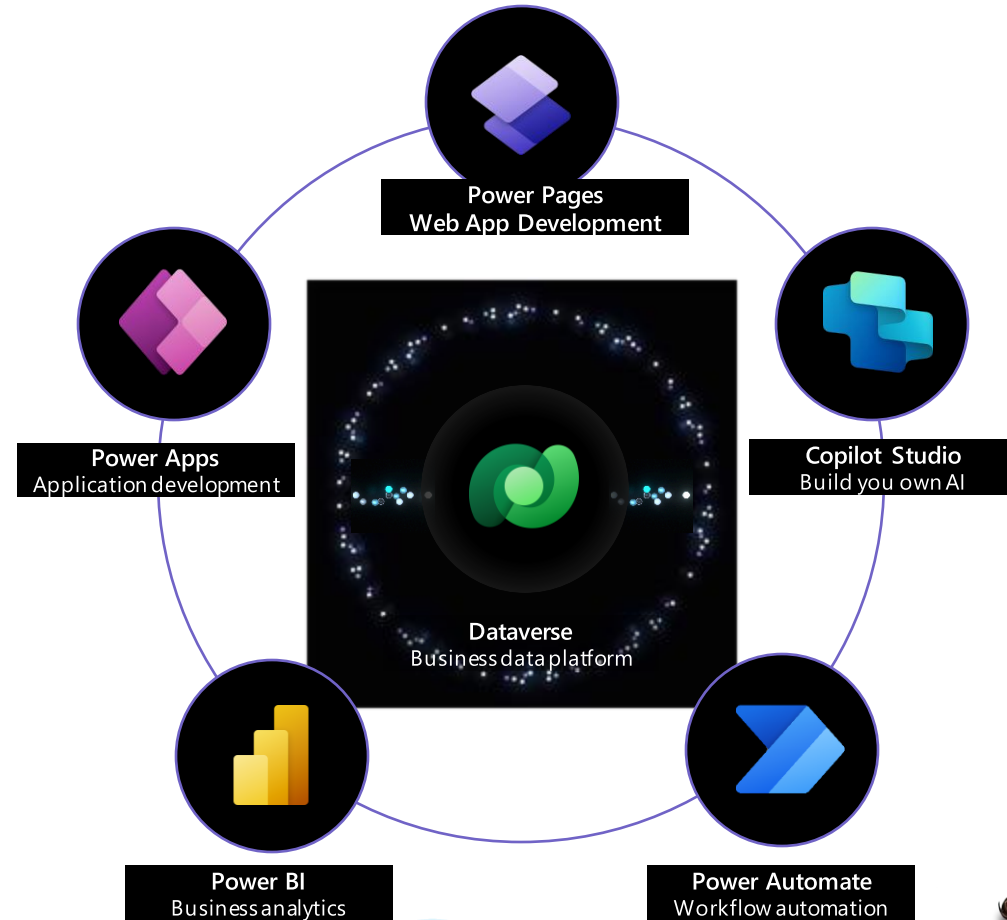 Power Pages
Web App Development
Power Apps
Application development
Copilot Studio
Build you own AI
Dataverse
Business data platform
Power BI
Business analytics
Power Automate
Workflow automation